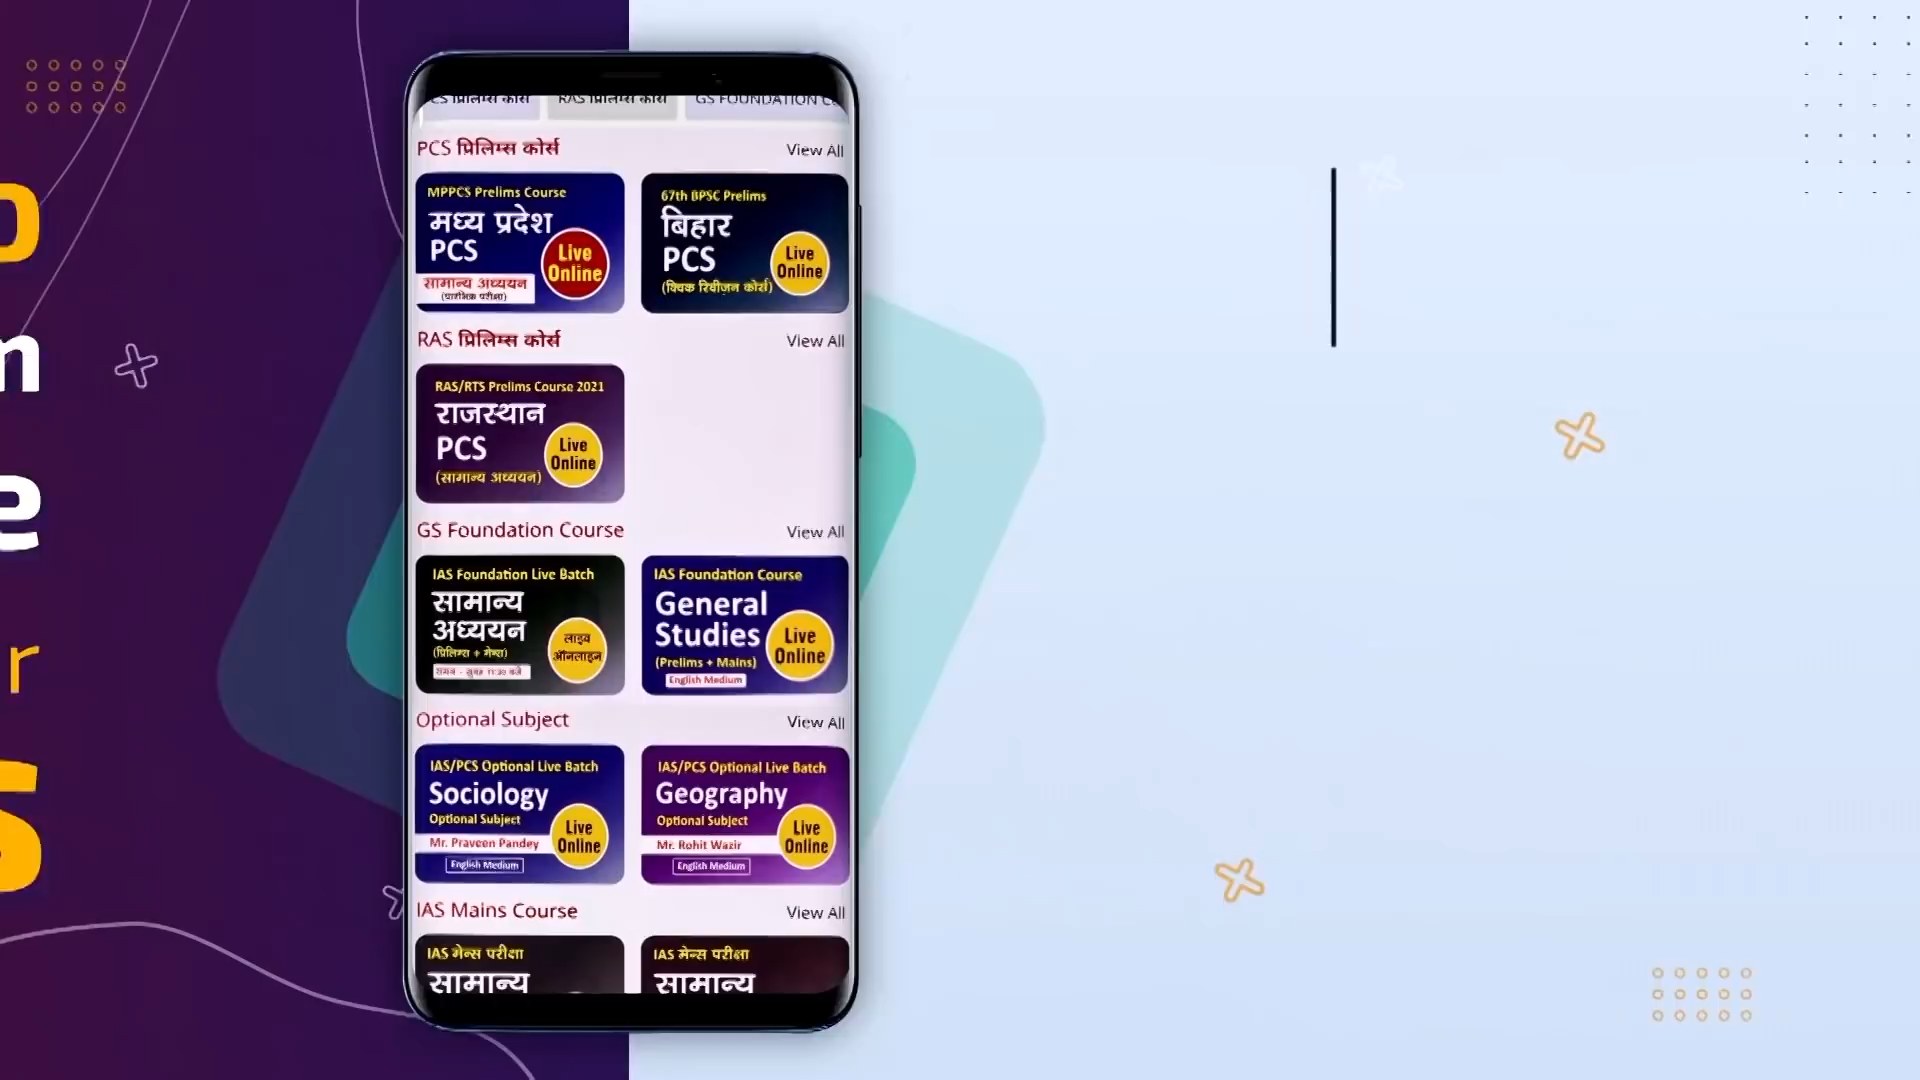 PCS प्रिलिम्स कोर्स
View All
MPPCS Prelims Course
मध्य प्रदेश
PCS
Live
Online
सामान्य अध्ययन
(प्रारंभिक परीक्षा)
67th BPSC Prelims
बिहार
PCS
Live
Online
(क्विक रिवीज़न कोर्स)
RAS प्रिलिम्स कोर्स
View All
RAS/RTS Prelims Course 2021
राजस्थान
PCS
Live
Online
(सामान्य अध्ययन)
GS Foundation Course
View All
IAS Foundation Live Batch
सामान्य
अध्ययन
(प्रिलिम्स + मेन्स)
लाइव
ऑनलाइन
IAS Foundation Course
General
Studies
Live
Online
(Prelims + Mains)
English Medium
Optional Subject
View All
IAS/PCS Optional Live Batch
Sociology
Optional Subject
Live
Online
Mr. Praveen Pandey
English Medium
IAS/PCS Optional Live Batch
Geography
Optional Subject
Live
Online
Mr. Rohit Wazir
English Medium
IAS Mains Course
View All
IAS मेन्स परीक्षा
सामान्य
IAS मेन्स परीक्षा
सामान्य